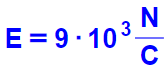 E = 9 · 10³ N/C